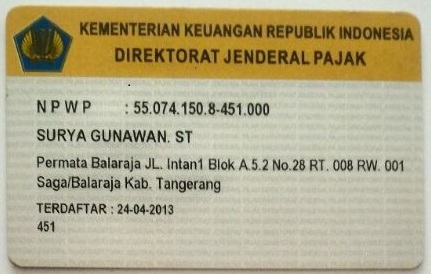 KEMENTERIAN KEUANGAN REPUBLIK INDONESIA
DIREKTORAT JENDERAL PAJAK
N P W P : 55.074.150.8-451.000
SURYA GUNAWAN. ST
Permata Balaraja JL. Intan1 Blok A.5.2 No.28 RT. 008 RW. 001
Saga/Balaraja Kab. Tangerang
TERDAFTAR : 24-04-2013
451